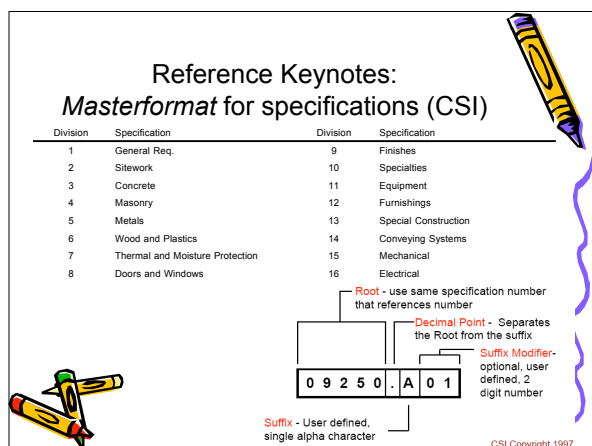 Reference Keynotes:
Masterformat for specifications (CSI)
Division Specification Division Specification
1 General Req. 9 Finishes
2 Sitework 10 Specialties
3 Concrete 11 Equipment
4 Masonry 12 Furnishings
5 Metals 13 Special Construction
6 Wood and Plastics 14 Conveying Systems
7 Thermal and Moisture Protection 15 Mechanical
8 Doors and Windows 16 Electrical
Root - use same specification number
that references number
Decimal Point - Separates
the Root from the suffix
Suffix Modifier-
optional, user
defined, 2
digit number
0 9 2 5 0 . A 0 1
Suffix - User defined,
single alpha character
CSI Copyright 1997